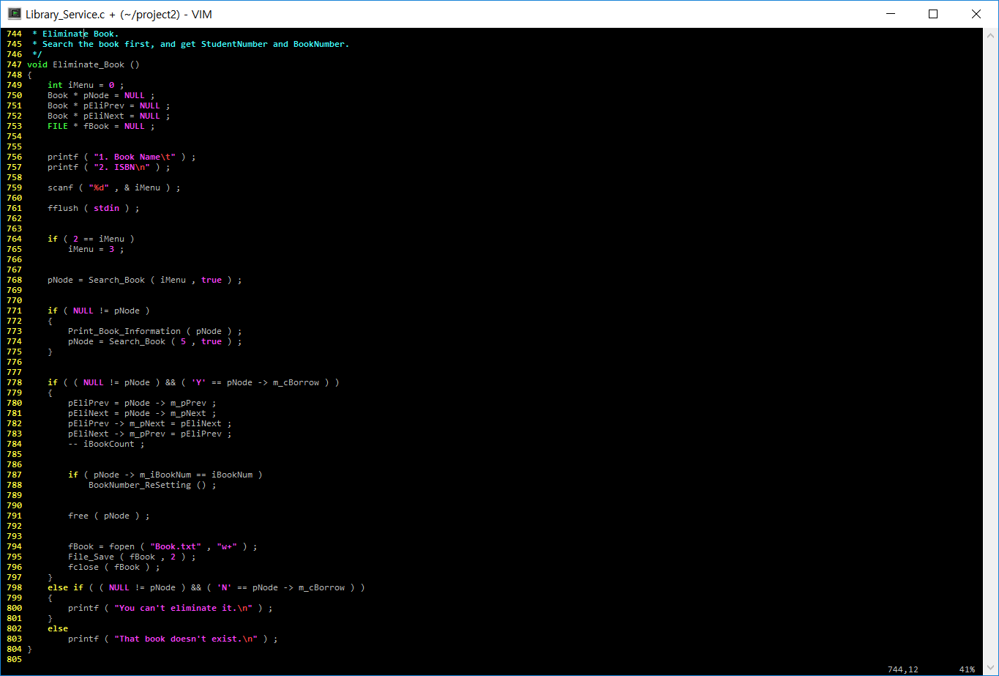 Library_Service.c + (~/project2) - VIM
744  * Eliminate Book.
745  * Search the book first, and get StudentNumber and BookNumber.
746  */
747 void Eliminate_Book ()
748 {
749     int iMenu = 0 ;
750     Book * pNode = NULL ;
751     Book * pEliPrev = NULL ;
752     Book * pEliNext = NULL ;
753     FILE * fBook = NULL ;
754
755
756     printf ( "1. Book Name\t" ) ;
757     printf ( "2. ISBN\n" ) ;
758
759     scanf ( "%d" , & iMenu ) ;
760
761     fflush ( stdin ) ;
762
763
764     if ( 2 == iMenu )
765         iMenu = 3 ;
766
767
768     pNode = Search_Book ( iMenu , true ) ;
769
770
771     if ( NULL != pNode )
772     {
773         Print_Book_Information ( pNode ) ;
774         pNode = Search_Book ( 5 , true ) ;
775     }
776
777
778     if ( ( NULL != pNode ) && ( 'Y' == pNode -> m_cBorrow ) )
779     {
780         pEliPrev = pNode -> m_pPrev ;
781         pEliNext = pNode -> m_pNext ;
782         pEliPrev -> m_pNext = pEliNext ;
783         pEliNext -> m_pPrev = pEliPrev ;
784         -- iBookCount ;
785
786
787         if ( pNode -> m_iBookNum == iBookNum )
788             BookNumber_ReSetting () ;
789
790
791         free ( pNode ) ;
792
793
794         fBook = fopen ( "Book.txt" , "w+" ) ;
795         File_Save ( fBook , 2 ) ;
796         fclose ( fBook ) ;
797     }
798     else if ( ( NULL != pNode ) && ( 'N' == pNode -> m_cBorrow ) )
799     {
800         printf ( "You can't eliminate it.\n" ) ;
801     }
802     else
803         printf ( "That book doesn't exist.\n" ) ;
804 }
805
744,12 41%